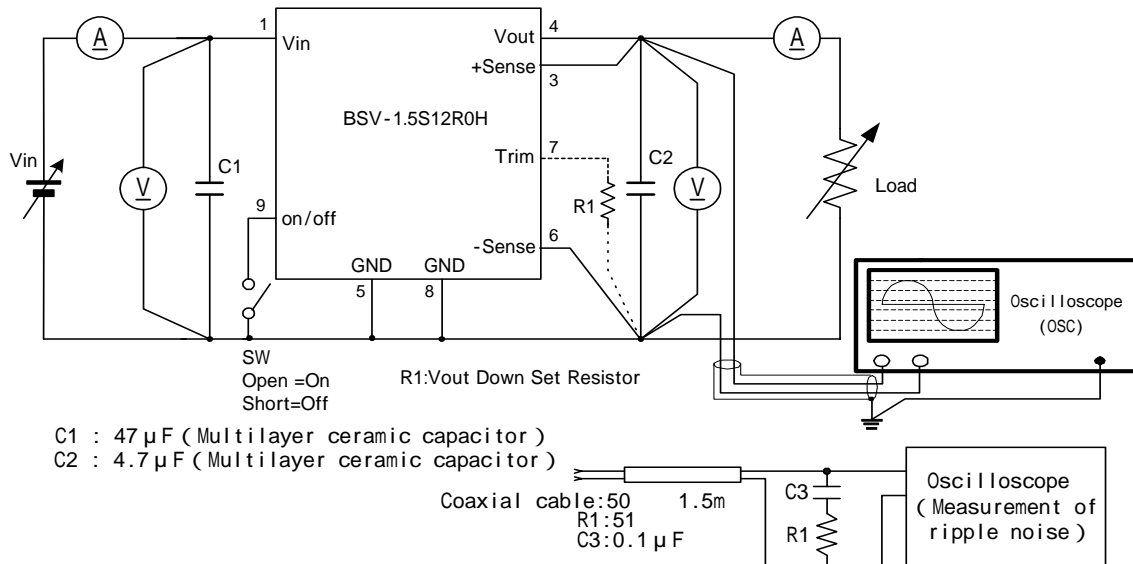 A
1
Vin
4
Vout
A
+Sense
3
BSV-1.5S12R0H
Vin
V
C1
7
Trim
C2
V
R1
Load
9
on/off
6
-Sense
GND
GND
5
8
Oscilloscope
(OSC)
SW
Open =On
Short=Off
R1:Vout Down Set Resistor
C1 : 47μF(Multilayer ceramic capacitor)
C2 : 4.7μF(Multilayer ceramic capacitor)
Coaxial cable:50 1.5m
R1:51
C3:0.1μF
C3
R1
Oscilloscope
(Measurement of
ripple noise)